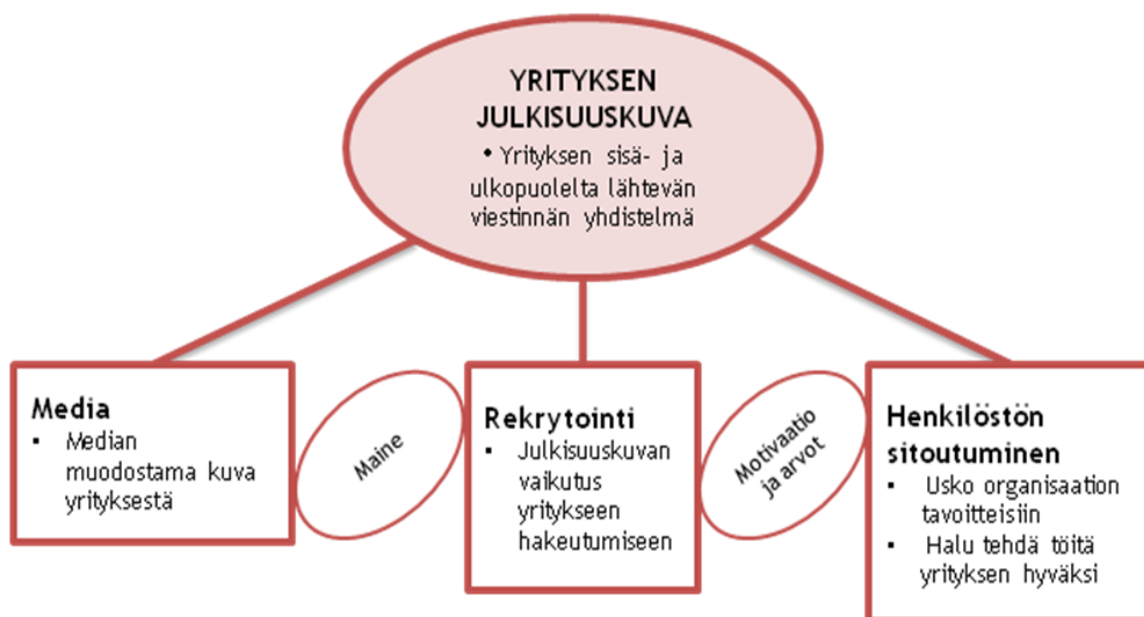 YRITYKSEN
JULKISUUSKUVA
• Yrityksen sisä- ja
ulkopuolelta lähtevän
viestinnän yhdistelmä
Media
▪ Median
muodostama kuva
yrityksestä
Maine
Rekrytointi
▪ Julkisuuskuvan
vaikutus
yritykseen
hakeutumiseen
Motivaatio
ja arvot
Henkilöstön
sitoutuminen
▪ Usko organisaation
tavoitteisiin
▪ Halu tehdä töitä
yrityksen hyväksi